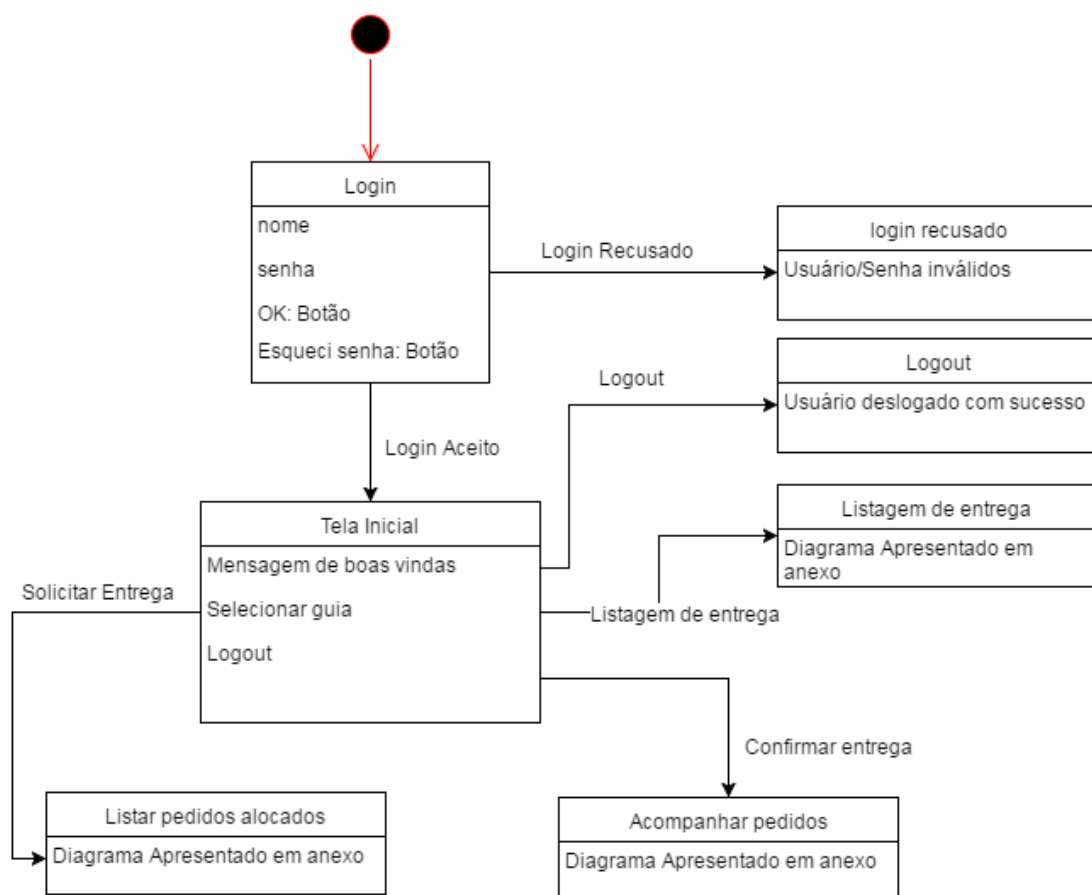 Login
nome
senha
OK: Botão
Esqueci senha: Botão
Login Recusado
login recusado
Usuário/Senha inválidos
Logout
Logout
Usuário deslogado com sucesso
Login Aceito
Tela Inicial
Mensagem de boas vindas
Selecionar guia
Logout
Listagem de entrega
Listagem de entrega
Diagrama Apresentado em
anexo
Solicitar Entrega
Confirmar entrega
Listar pedidos alocados
Diagrama Apresentado em anexo
Acompanhar pedidos
Diagrama Apresentado em anexo